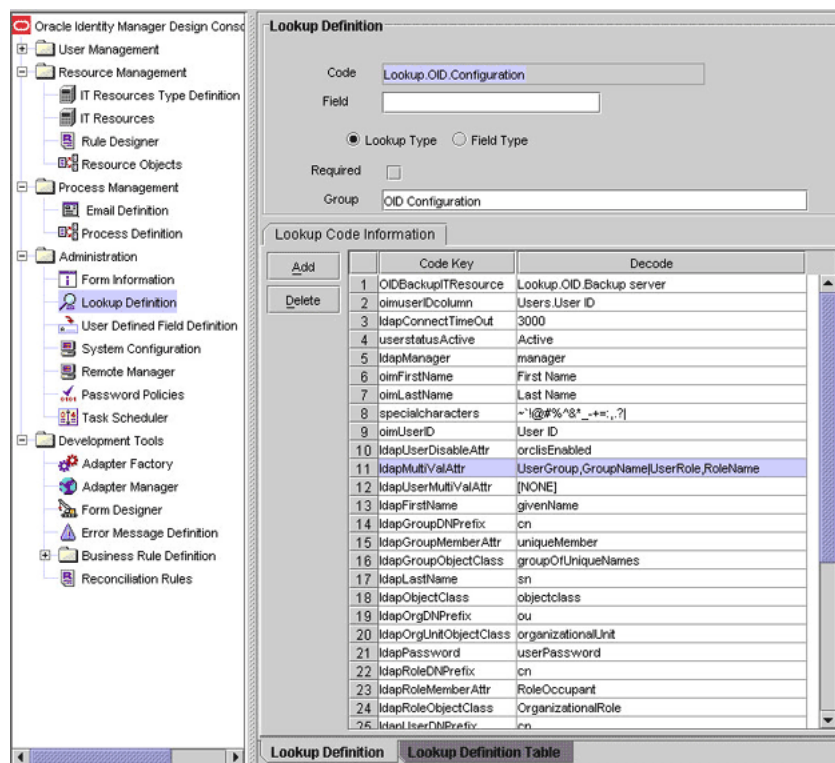 Oracle Identity Manager Design Conso
User Management
Resource Management
IT Resources Type Definition
IT Resources
Rule Designer
Resource Objects
Process Management
Email Definition
Process Definition
Administration
Form Information
Lookup Definition
User Defined Field Definition
System Configuration
Remote Manager
Password Policies
Task Scheduler
Development Tools
Adapter Factory
Adapter Manager
Form Designer
Error Message Definition
Business Rule Definition
Reconciliation Rules
Lookup Definition
Code Lookup.OID.Configuration
Field
Lookup Type Field Type
Required
Group OID Configuration
Lookup Code Information
Add
Delete
Code Key Decode
1 OIDBackupITResource Lookup.OID.Backup server
2 oimuserIDcolumn Users.User ID
3 ldapConnectTimeOut 3000
4 userstatusActive Active
5 ldapManager manager
6 oimFirstName First Name
7 oimLastName Last Name
8 specialcharacters ~`!@#%^&*_-+=:,.?|
9 oimUserID User ID
10 ldapUserDisableAttr orclisEnabled
11 ldapMultiValAttr UserGroup,GroupName|UserRole,RoleName
12 ldapUserMultiValAttr [NONE]
13 ldapFirstName givenName
14 ldapGroupDNPrefix cn
15 ldapGroupMemberAttr uniqueMember
16 ldapGroupObjectClass groupOfUniqueNames
17 ldapLastName sn
18 ldapObjectClass objectclass
19 ldapOrgDNPrefix ou
20 ldapOrgUnitObjectClass organizationalUnit
21 ldapPassword userPassword
22 ldapRoleDNPrefix cn
23 ldapRoleMemberAttr RoleOccupant
24 ldapRoleObjectClass OrganizationalRole
25 ldapUserDNPrefix cn
Lookup Definition Lookup Definition Table